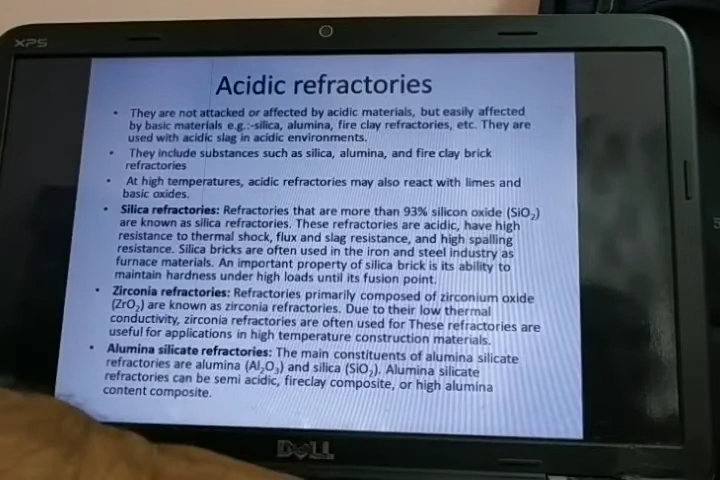 XPS
Acidic refractories
• They are not attacked or affected by acidic materials, but easily affected
by basic materials e.g.:-silica, alumina, fire clay refractories, etc. They are
used with acidic slag in acidic environments.
• They include substances such as silica, alumina, and fire clay brick
refractories
• At high temperatures, acidic refractories may also react with limes and
basic oxides.
• Silica refractories: Refractories that are more than 93% silicon oxide (SiO₂)
are known as silica refractories. These refractories are acidic, have high
resistance to thermal shock, flux and slag resistance, and high spalling
resistance. Silica bricks are often used in the iron and steel industry as
furnace materials. An important property of silica brick is its ability to
maintain hardness under high loads until its fusion point.
• Zirconia refractories: Refractories primarily composed of zirconium oxide
(ZrO₂) are known as zirconia refractories. Due to their low thermal
conductivity, zirconia refractories are often used for These refractories are
useful for applications in high temperature construction materials.
• Alumina silicate refractories: The main constituents of alumina silicate
refractories are alumina (Al₂O₃) and silica (SiO₂). Alumina silicate
refractories can be semi acidic, fireclay composite, or high alumina
content composite.
DELL